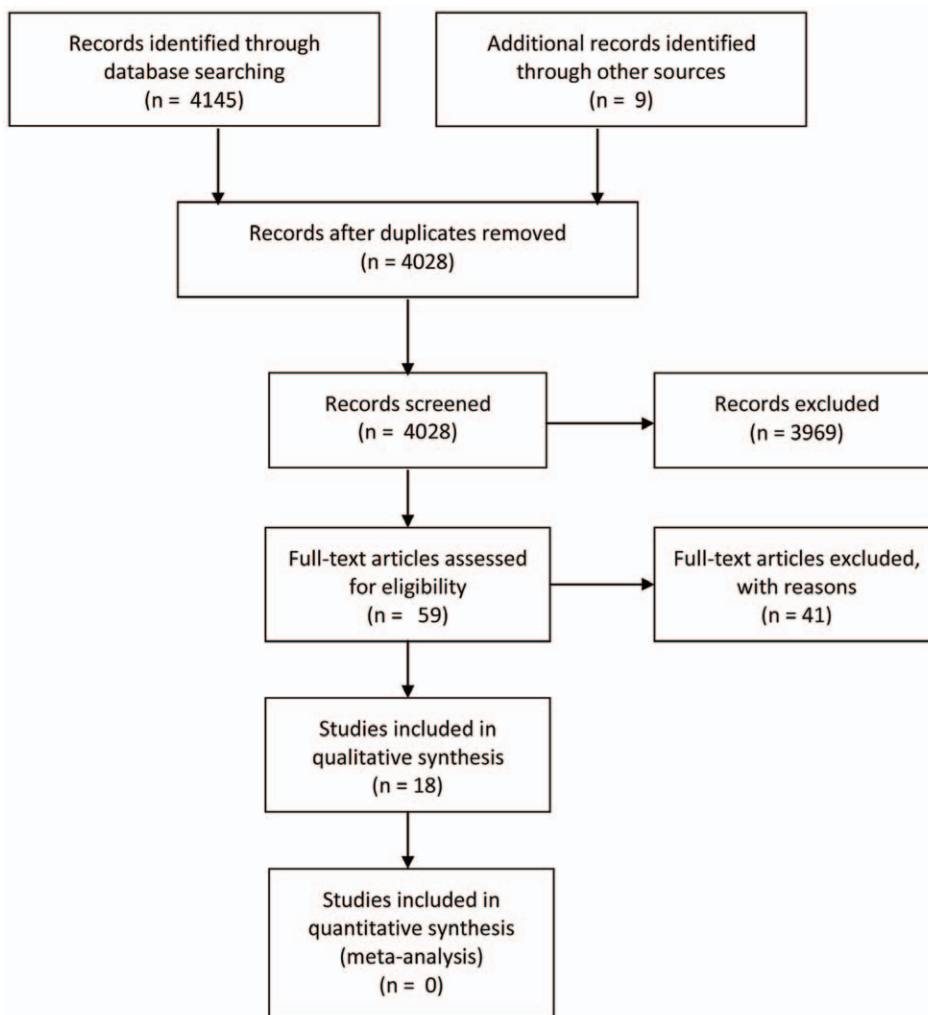 Records identified through
database searching
(n = 4145)
Additional records identified
through other sources
(n = 9)
Records after duplicates removed
(n = 4028)
Records screened
(n = 4028)
Records excluded
(n = 3969)
Full-text articles assessed
for eligibility
(n = 59)
Full-text articles excluded,
with reasons
(n = 41)
Studies included in
qualitative synthesis
(n = 18)
Studies included in
quantitative synthesis
(meta-analysis)
(n = 0)